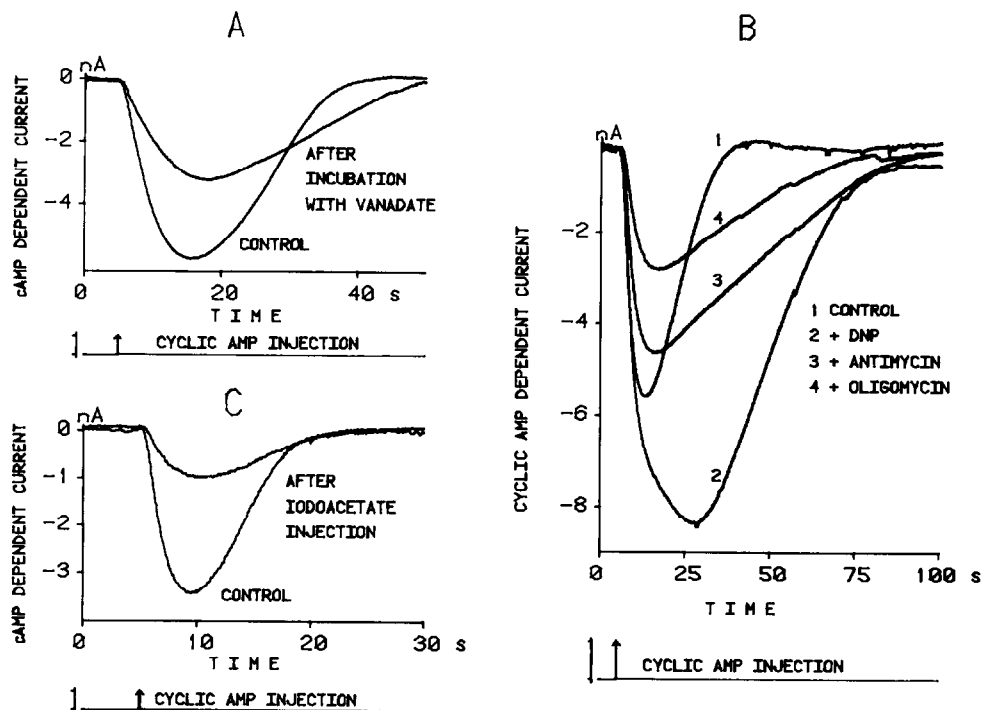 A
nA
cAMP DEPENDENT CURRENT
0
-2
-4
AFTER
INCUBATION
WITH VANADATE
CONTROL
0
20
40 s
TIME
CYCLIC AMP INJECTION
C
nA
cAMP DEPENDENT CURRENT
0
-1
-2
-3
AFTER
IODOACETATE
INJECTION
CONTROL
0
10
20
30 s
TIME
CYCLIC AMP INJECTION
B
nA
CYCLIC AMP DEPENDENT CURRENT
-2
-4
-6
-8
1
4
3
2
1 CONTROL
2 + DNP
3 + ANTIMYCIN
4 + OLIGOMYCIN
0
25
50
75
100 s
TIME
CYCLIC AMP INJECTION